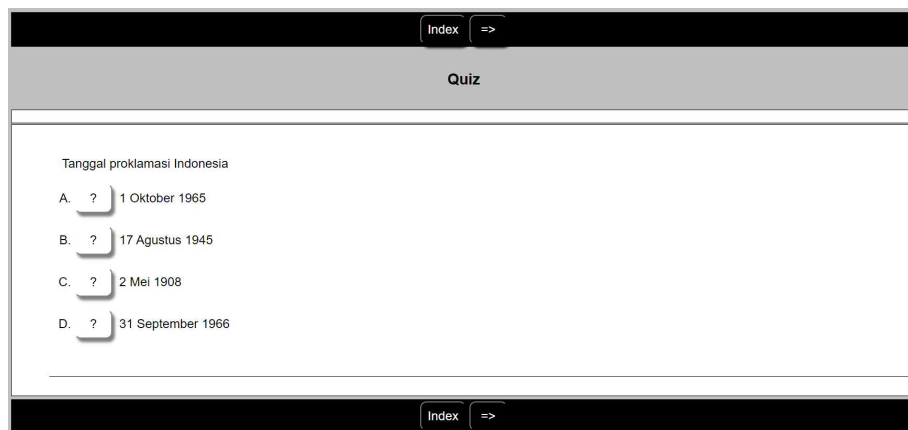 Index =>
Quiz
Tanggal proklamasi Indonesia
A. ? 1 Oktober 1965
B. ? 17 Agustus 1945
C. ? 2 Mei 1908
D. ? 31 September 1966
Index =>